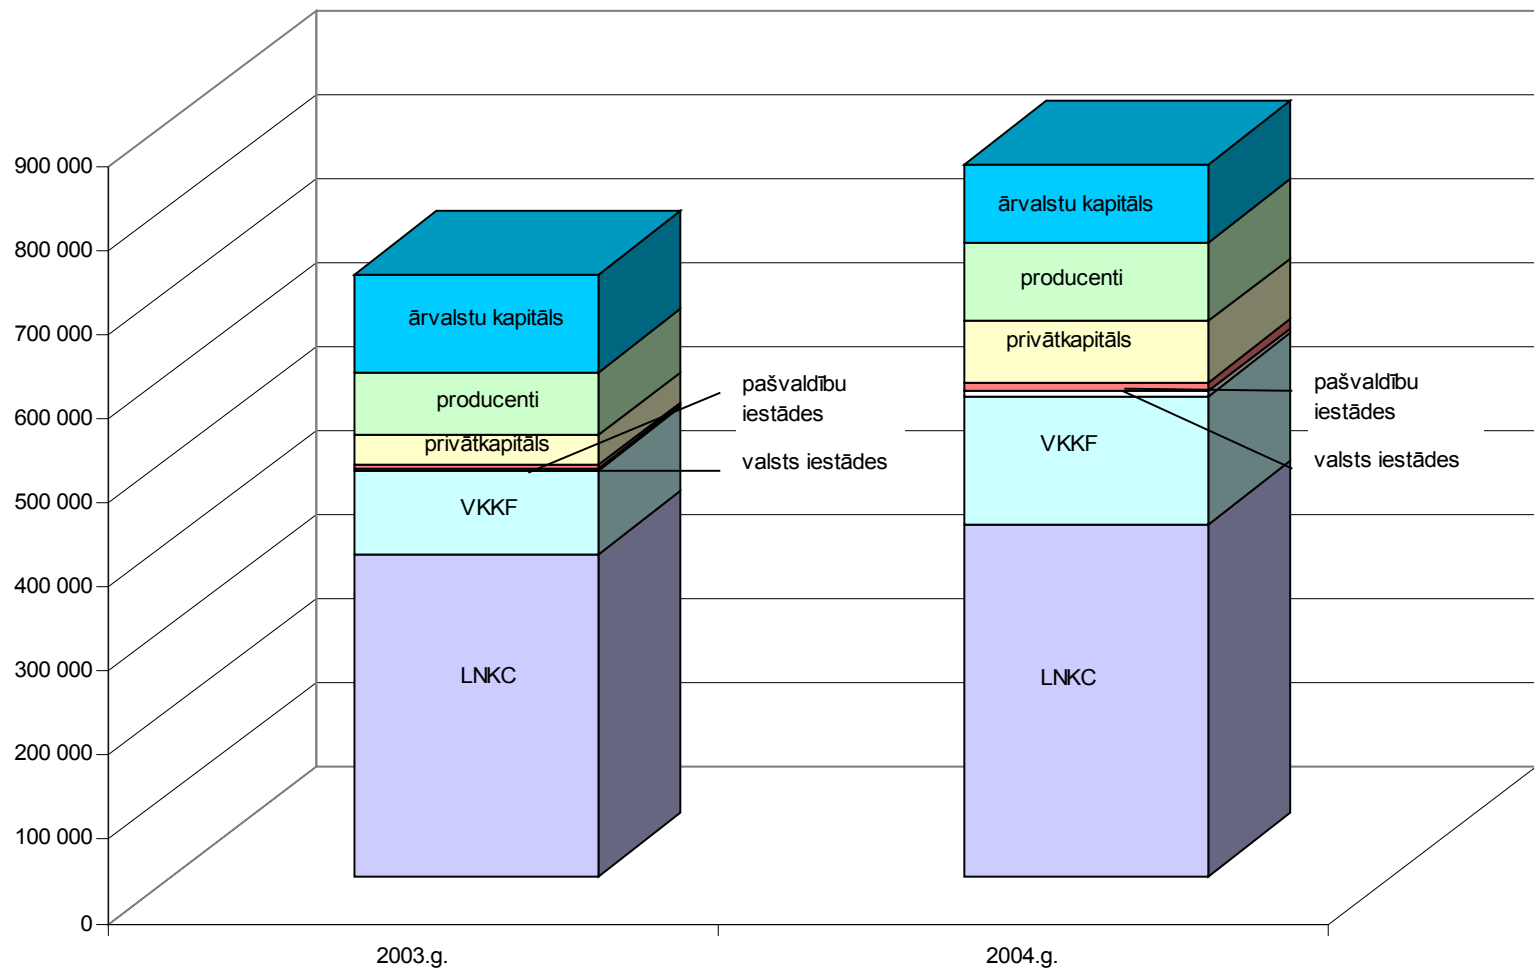 900 000
800 000
700 000
600 000
500 000
400 000
300 000
200 000
100 000
0
ārvalstu kapitāls
producenti
privātkapitāls
VKKF
LNKC
pašvaldību
iestādes
valsts iestādes
ārvalstu kapitāls
producenti
privātkapitāls
VKKF
LNKC
pašvaldību
iestādes
valsts iestādes
2003.g.
2004.g.